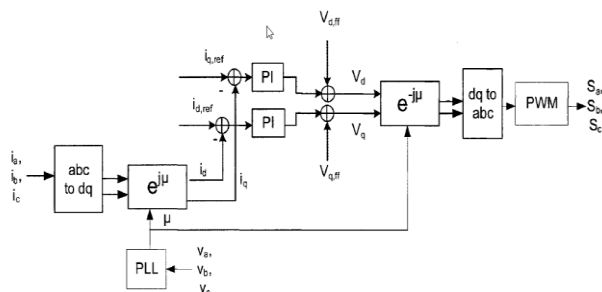 V_d,ff
i_q,ref
PI
V_d
i_d,ref
PI
V_q
e^-jμ
dq to
abc
PWM
S_a
S_b
S_c
V_q,ff
i_a,
i_b,
i_c
abc
to dq
e^jμ
i_d
i_q
μ
PLL
v_a,
v_b,